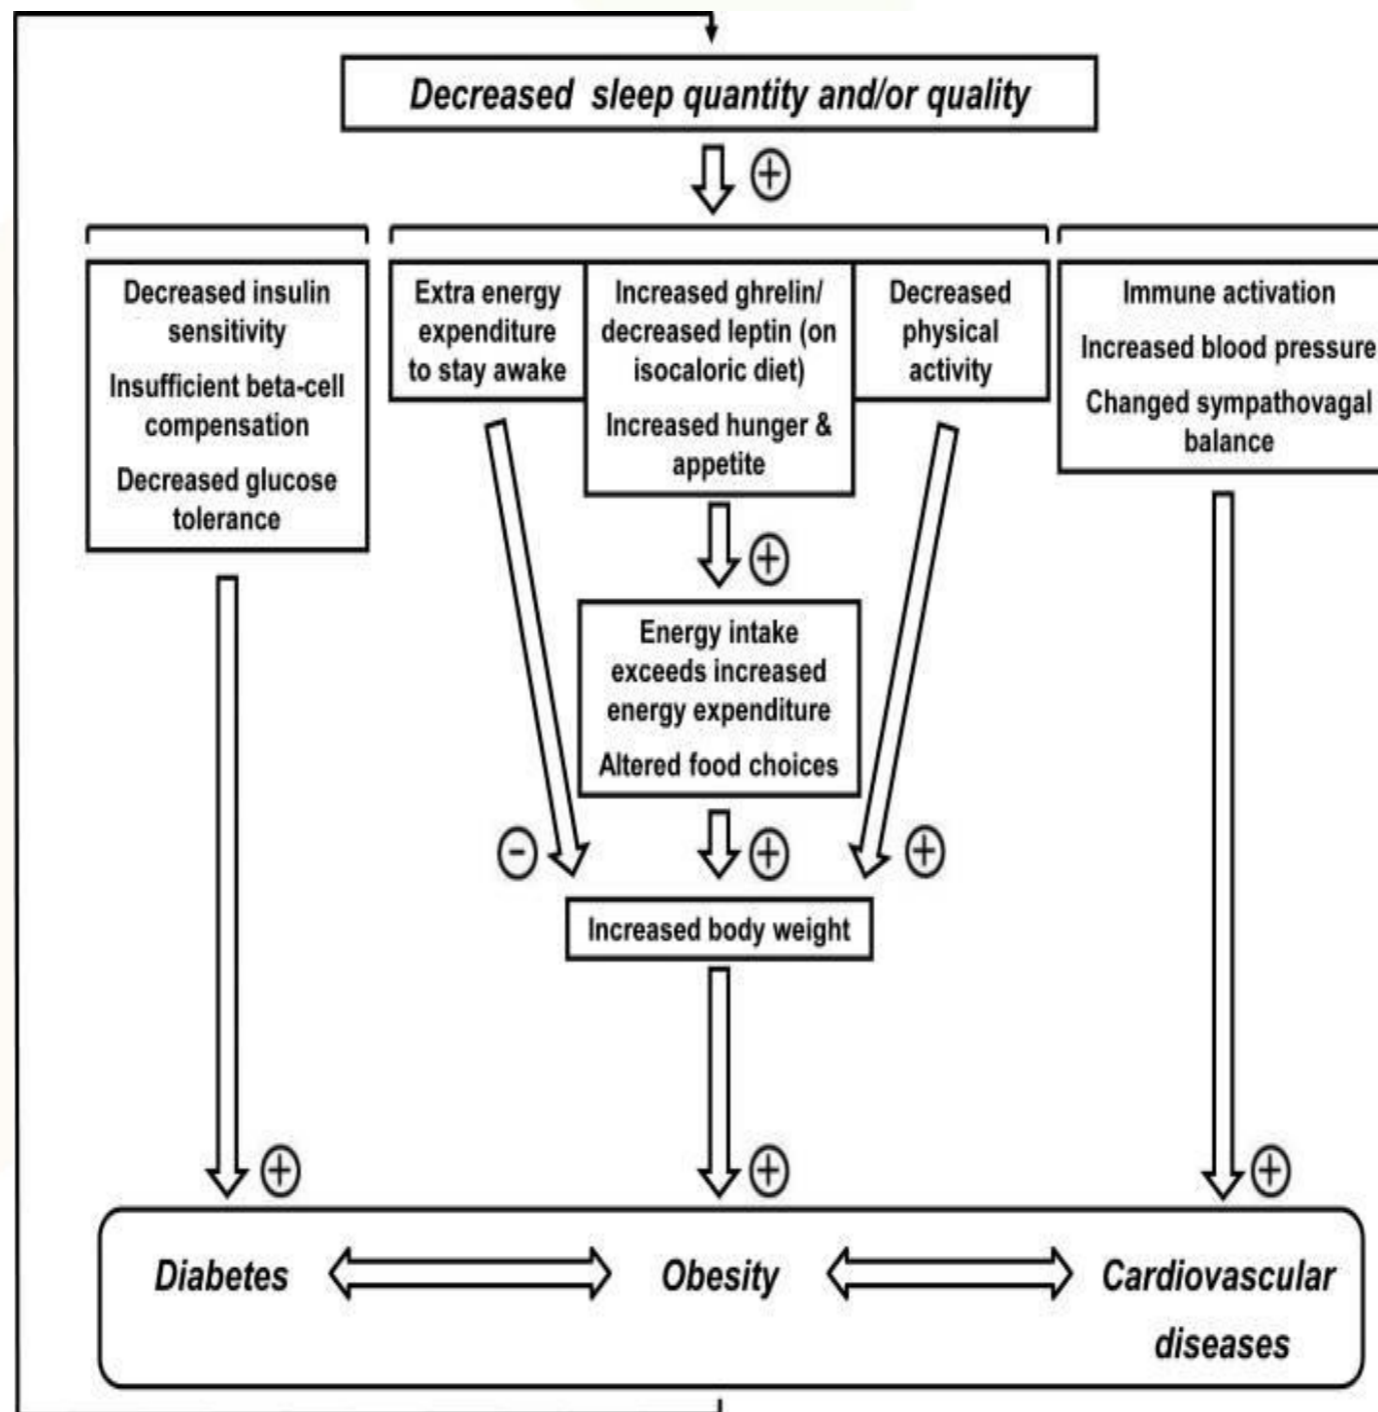 Decreased sleep quantity and/or quality
+
Decreased insulin
sensitivity
Insufficient beta-cell
compensation
Decreased glucose
tolerance
Extra energy
expenditure
to stay awake
Increased ghrelin/
decreased leptin (on
isocaloric diet)
Increased hunger &
appetite
Decreased
physical
activity
Immune activation
Increased blood pressure
Changed sympathovagal
balance
+
Energy intake
exceeds increased
energy expenditure
Altered food choices
-
+
+
Increased body weight
+
+
+
Diabetes
Obesity
Cardiovascular
diseases